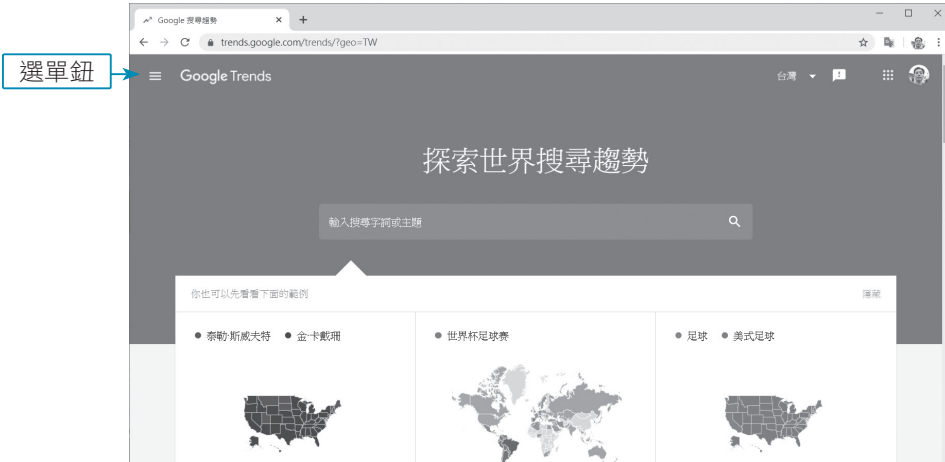 Google 搜尋趨勢
trends.google.com/trends/?geo=TW
選單鈕
Google Trends
台灣
探索世界搜尋趨勢
輸入搜尋字詞或主題
你也可以先看看下面的範例
隱藏
泰勒·斯威夫特 金·卡戴珊
世界杯足球赛
足球 美式足球